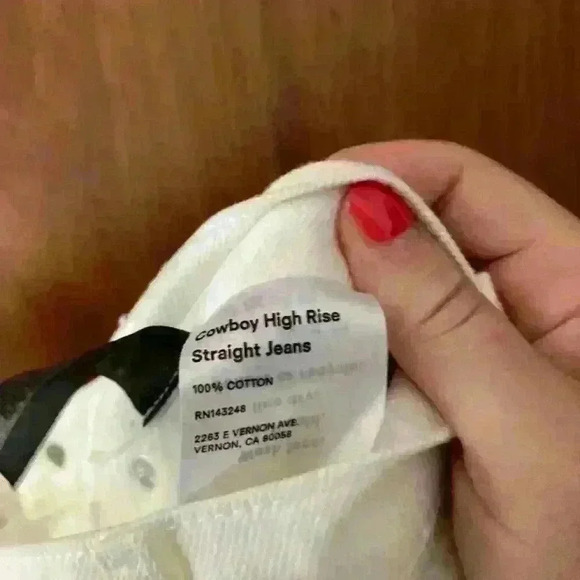 Cowboy High Rise
Straight Jeans
100% COTTON
RN143248
2263 E VERNON AVE.
VERNON, CA 90058